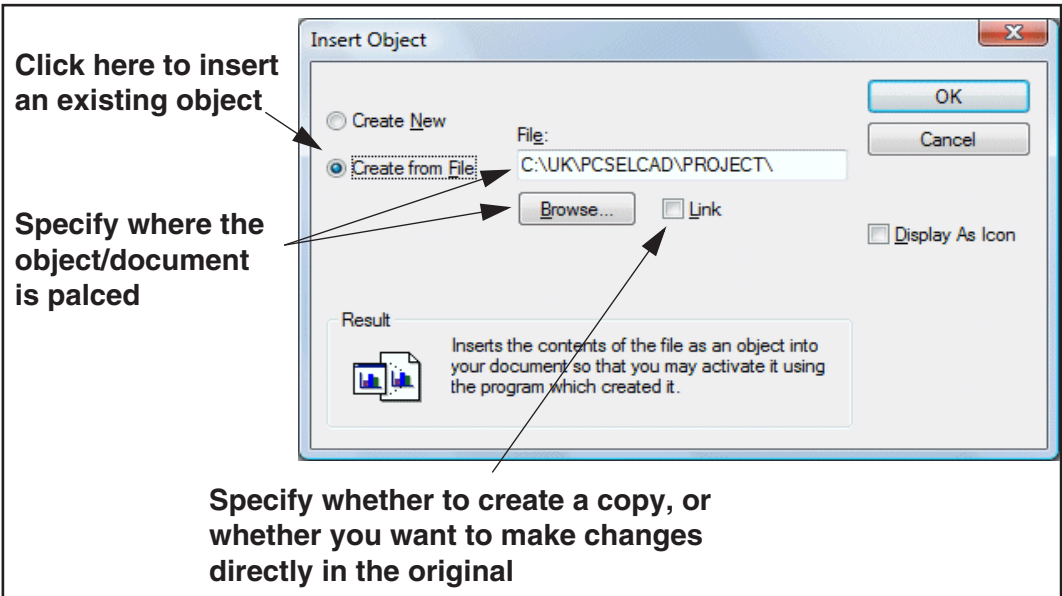 Insert Object
Click here to insert
an existing object
Create New
Create from File
File:
C:\UK\PCSELCAD\PROJECT\
OK
Cancel
Browse...
Link
Display As Icon
Specify where the
object/document
is palced
Result
Inserts the contents of the file as an object into
your document so that you may activate it using
the program which created it.
Specify whether to create a copy, or
whether you want to make changes
directly in the original